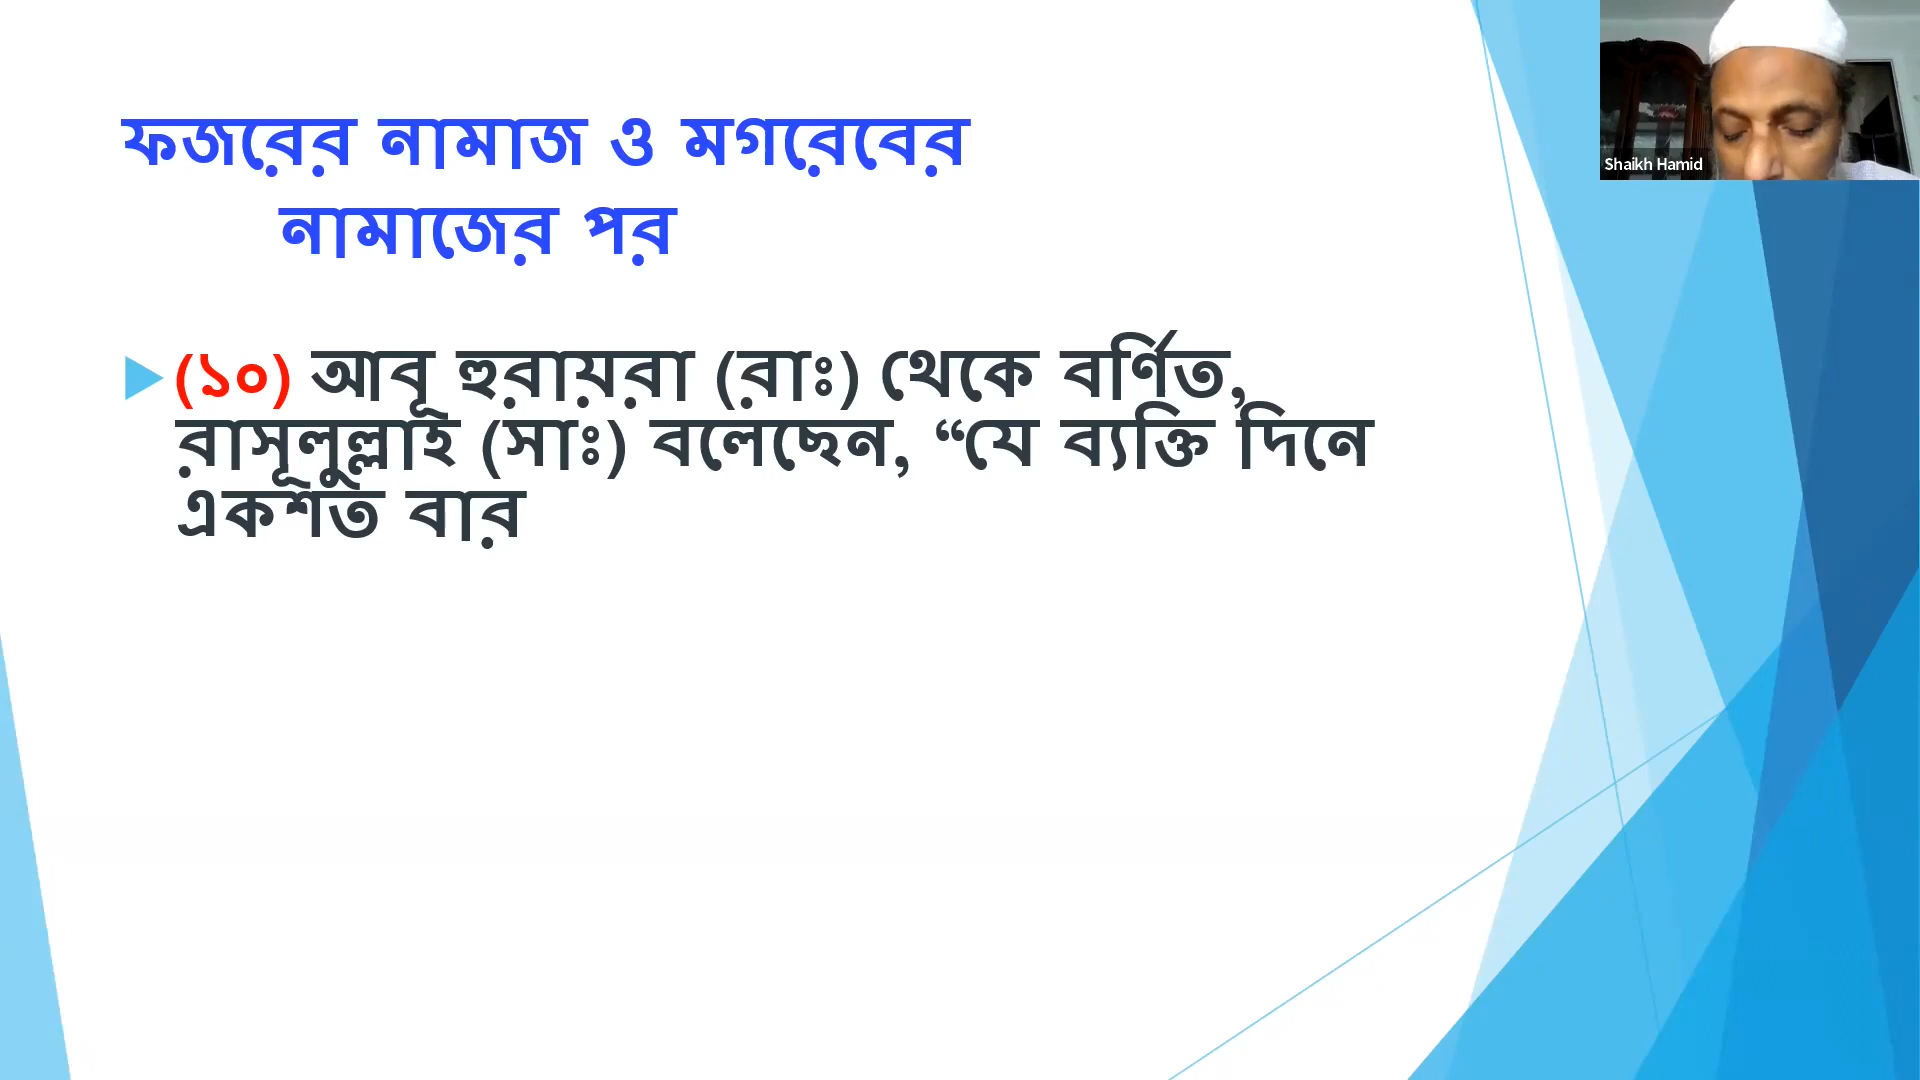 ফজরের নামাজ ও মগরেবের
নামাজের পর
(১০) আবূ হুরায়রা (রাঃ) থেকে বর্ণিত,
রাসূলুল্লাহ (সাঃ) বলেছেন, “যে ব্যক্তি দিনে
একশত বার
Shaikh Hamid